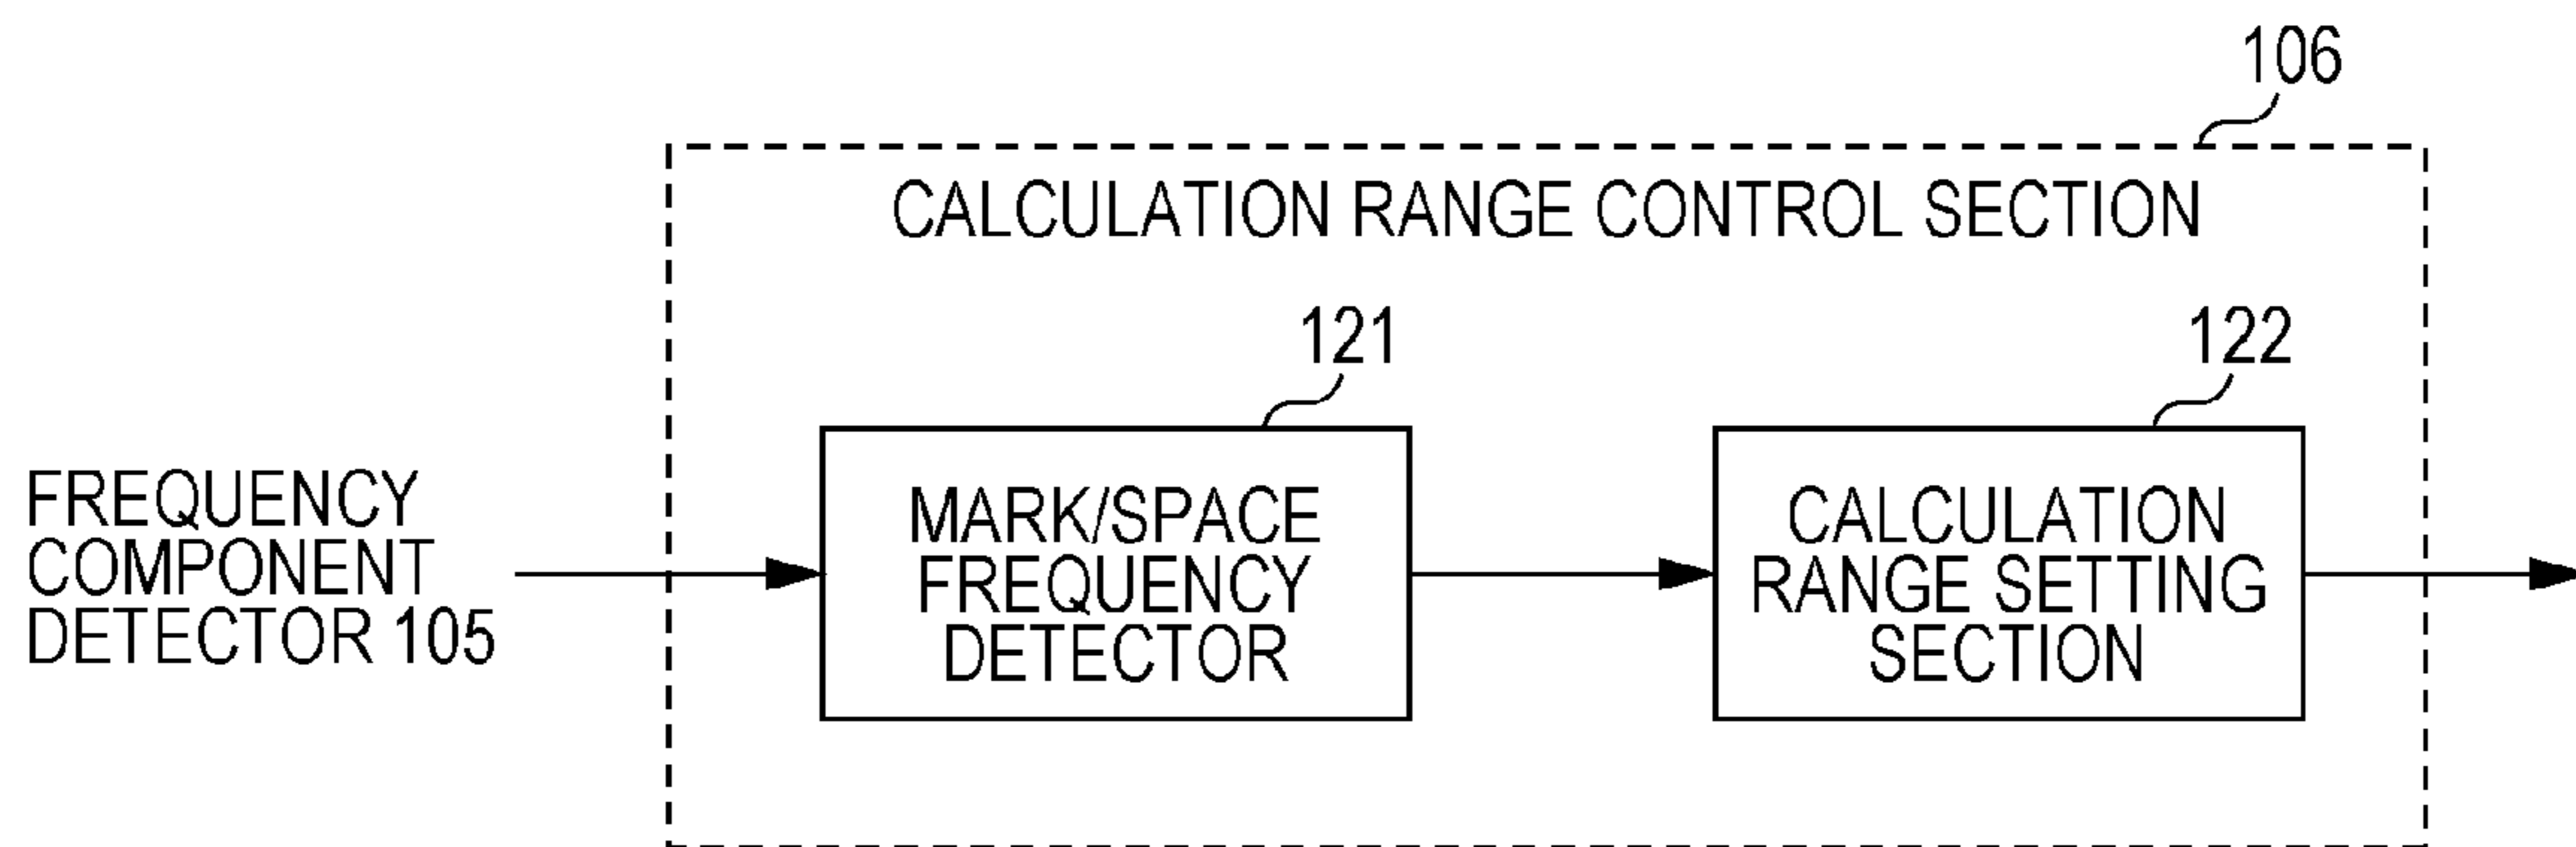 106
CALCULATION RANGE CONTROL SECTION
121
122
FREQUENCY
COMPONENT
DETECTOR 105
MARK/SPACE
FREQUENCY
DETECTOR
CALCULATION
RANGE SETTING
SECTION